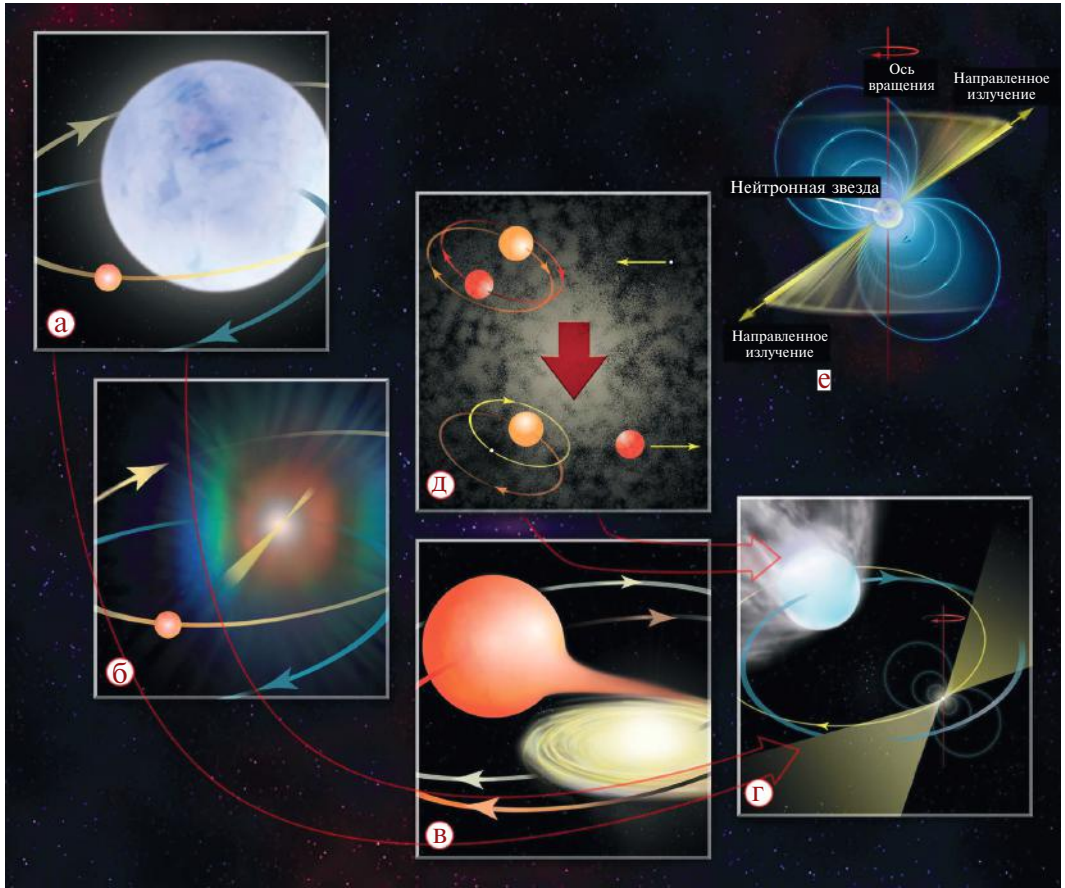 а
Ось
вращения
Направленное
излучение
Нейтронная звезда
Направленное
излучение
е
д
б
в
г